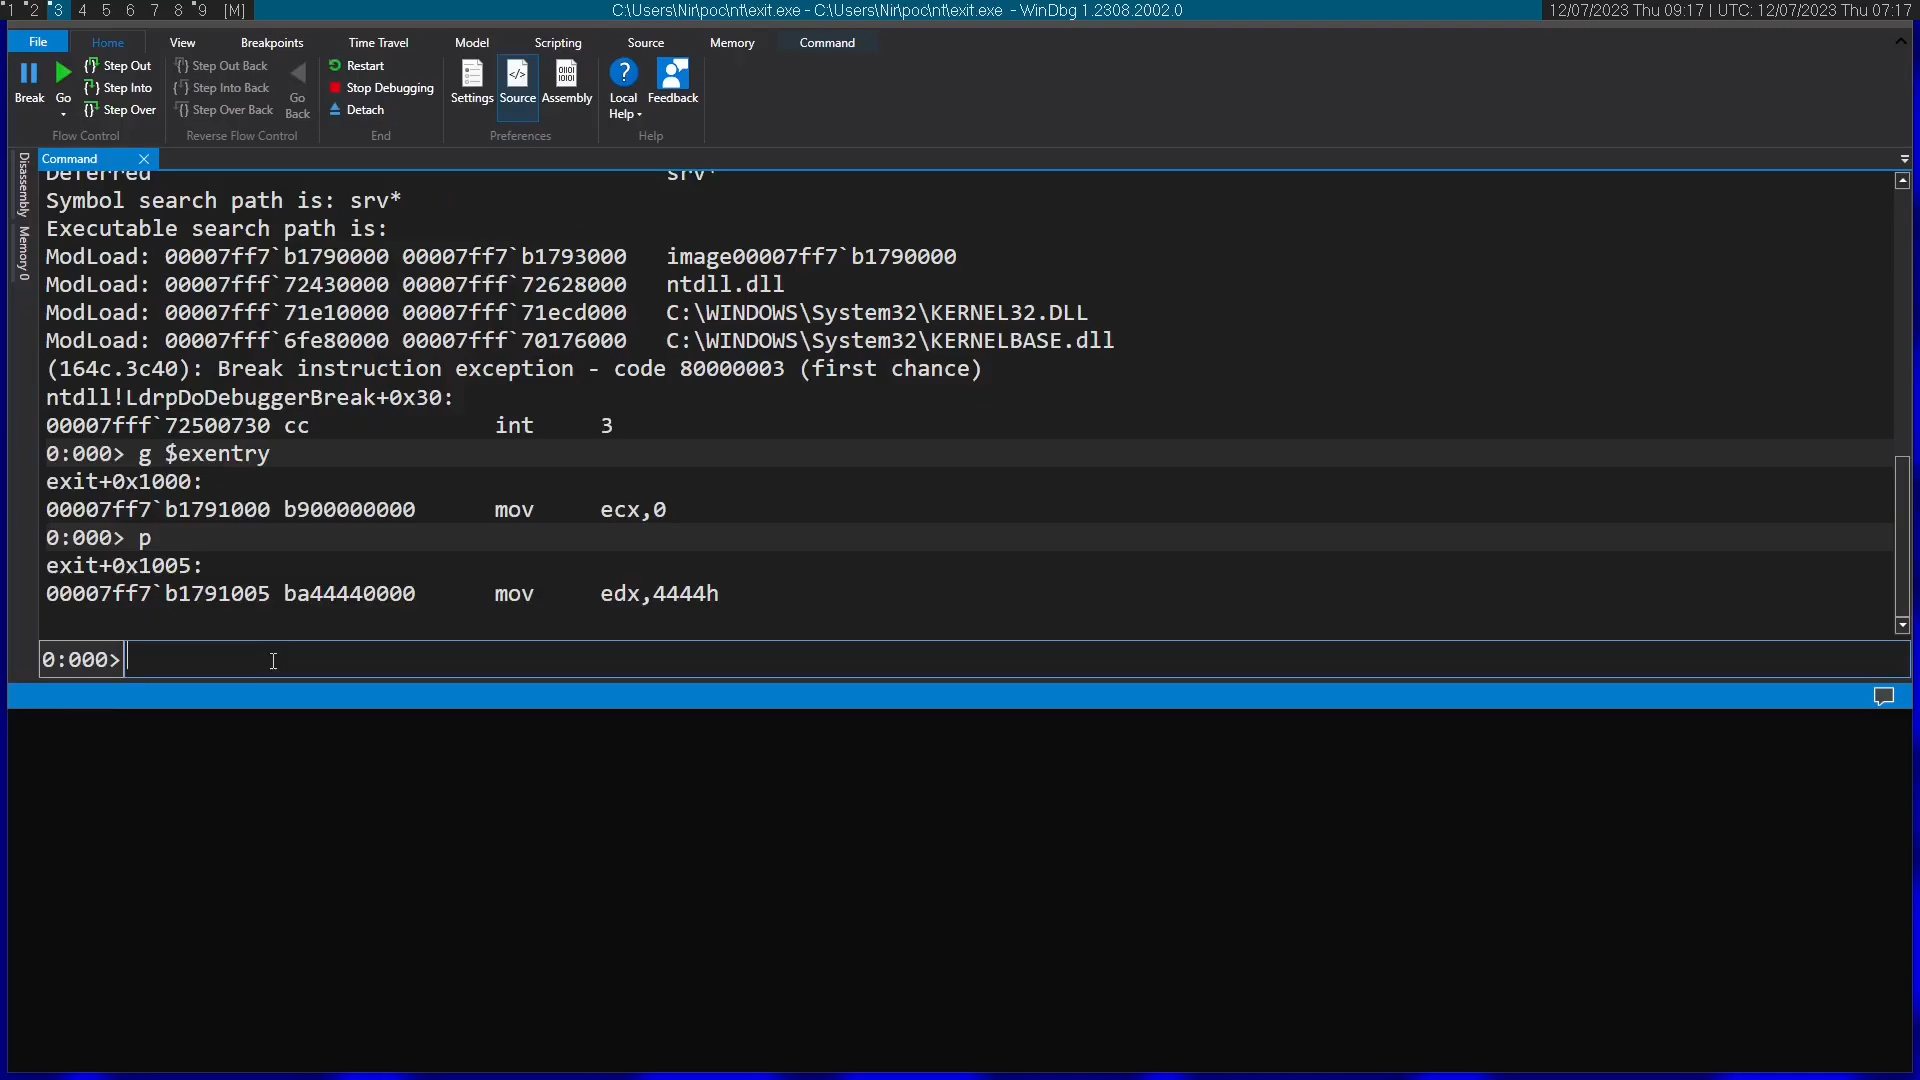 1 2 3 4 5 6 7 8 9 [M] C:\Users\Nir\poc\nt\exit.exe - C:\Users\Nir\poc\nt\exit.exe - WinDbg 1.2308.2002.0 12/07/2023 Thu 09:17 | UTC: 12/07/2023 Thu 07:17
File Home View Breakpoints Time Travel Model Scripting Source Memory Command
Break Go Step Out Step Into Step Over
Flow Control
Step Out Back Step Into Back Step Over Back Go Back
Reverse Flow Control
Restart
Stop Debugging
Detach
End
Settings Source Assembly
Preferences
Local Help Feedback
Help
Disassembly
Memory 0
Command
Deferred srv*
Symbol search path is: srv*
Executable search path is:
ModLoad: 00007ff7`b1790000 00007ff7`b1793000 image00007ff7`b1790000
ModLoad: 00007fff`72430000 00007fff`72628000 ntdll.dll
ModLoad: 00007fff`71e10000 00007fff`71ecd000 C:\WINDOWS\System32\KERNEL32.DLL
ModLoad: 00007fff`6fe80000 00007fff`70176000 C:\WINDOWS\System32\KERNELBASE.dll
(164c.3c40): Break instruction exception - code 80000003 (first chance)
ntdll!LdrpDoDebuggerBreak+0x30:
00007fff`72500730 cc int 3
0:000> g $exentry
exit+0x1000:
00007ff7`b1791000 b900000000 mov ecx,0
0:000> p
exit+0x1005:
00007ff7`b1791005 ba44440000 mov edx,4444h
0:000>